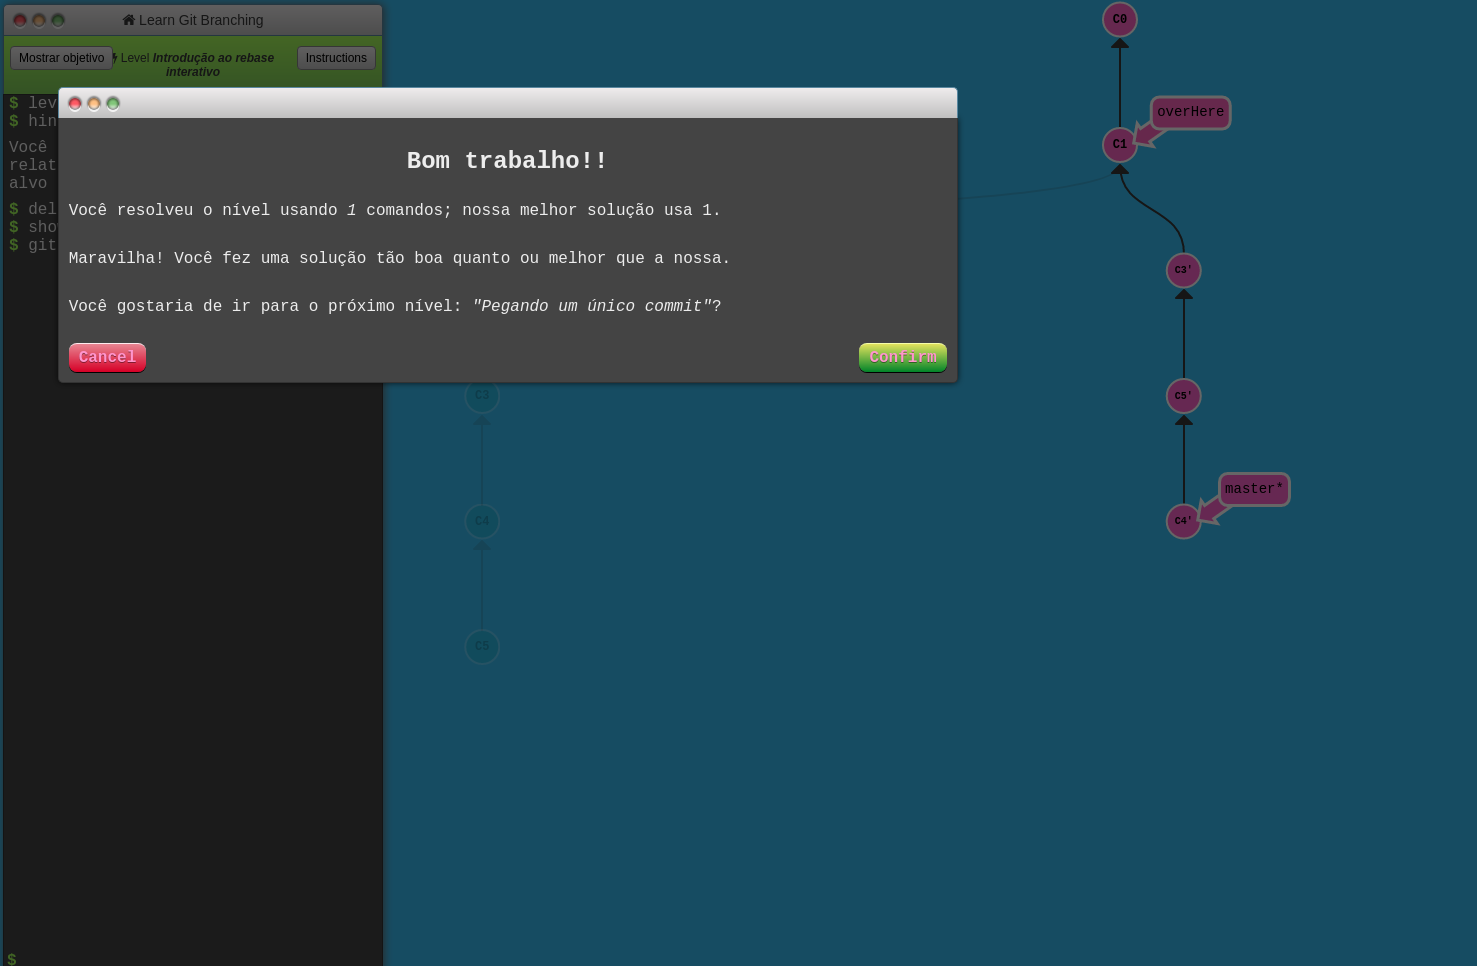 Learn Git Branching
Mostrar objetivo
Level Introdução ao rebase
interativo
Instructions
$ lev
$ hin
Você
relat
alvo
$ del
$ sho
$ git
Bom trabalho!!
Você resolveu o nível usando 1 comandos; nossa melhor solução usa 1.
Maravilha! Você fez uma solução tão boa quanto ou melhor que a nossa.
Você gostaria de ir para o próximo nível: "Pegando um único commit"?
Cancel
Confirm
C0
overHere
C1
C3'
C3
C5'
master*
C4
C4'
C5
$